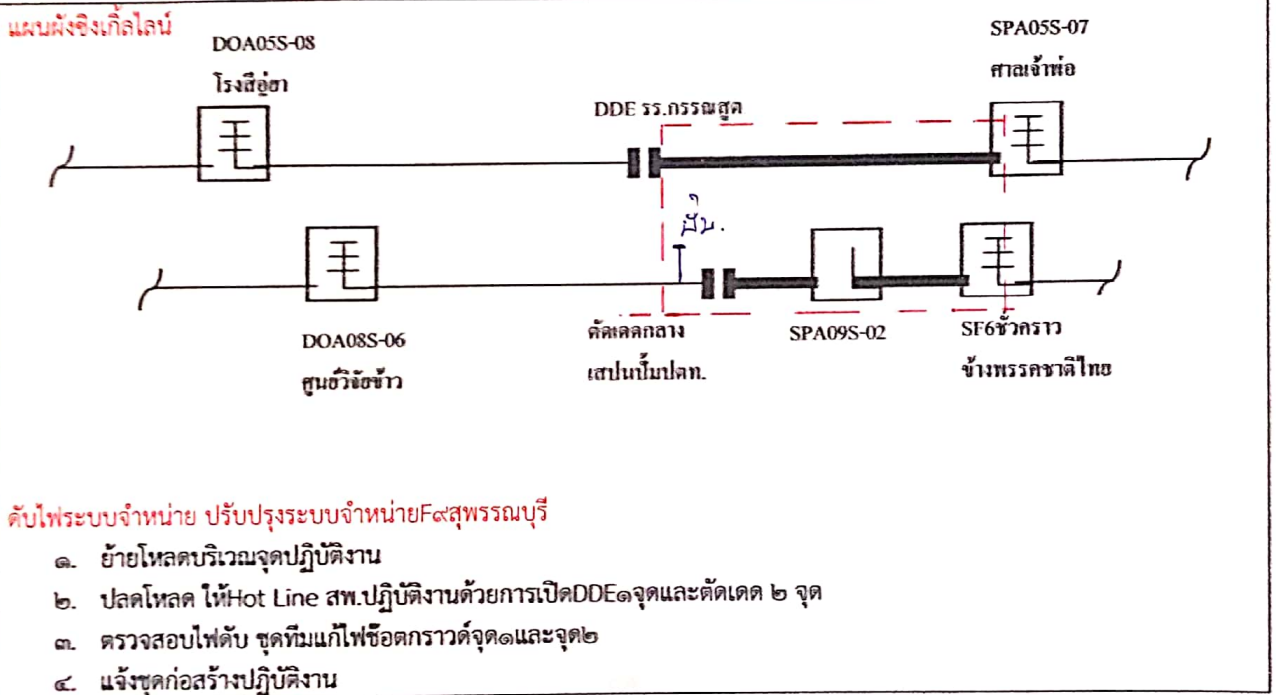 แผนผังซิงเกิ้ลไลน์
DOA05S-08
โรงสีอู่ฮา
SPA05S-07
ศาลเจ้าพ่อ
DDE รร.กรรณสูต
ปั๊ม.
DOA08S-06
ศูนย์วิจัยข้าว
ตัดเดดกลาง
เสปนปั๊มปตท.
SPA09S-02
SF6ชั่วคราว
ข้างพรรคชาติไทย
ดับไฟระบบจำหน่าย ปรับปรุงระบบจำหน่ายF๙สุพรรณบุรี
๑. ย้ายโหลดบริเวณจุดปฏิบัติงาน
๒. ปลดโหลด ให้Hot Line สพ.ปฏิบัติงานด้วยการเปิดDDE๑จุดและตัดเดด ๒ จุด
๓. ตรวจสอบไฟดับ ชุดทีมแก้ไฟช๊อตกราวด์จุด๑และจุด๒
๔. แจ้งชุดก่อสร้างปฏิบัติงาน